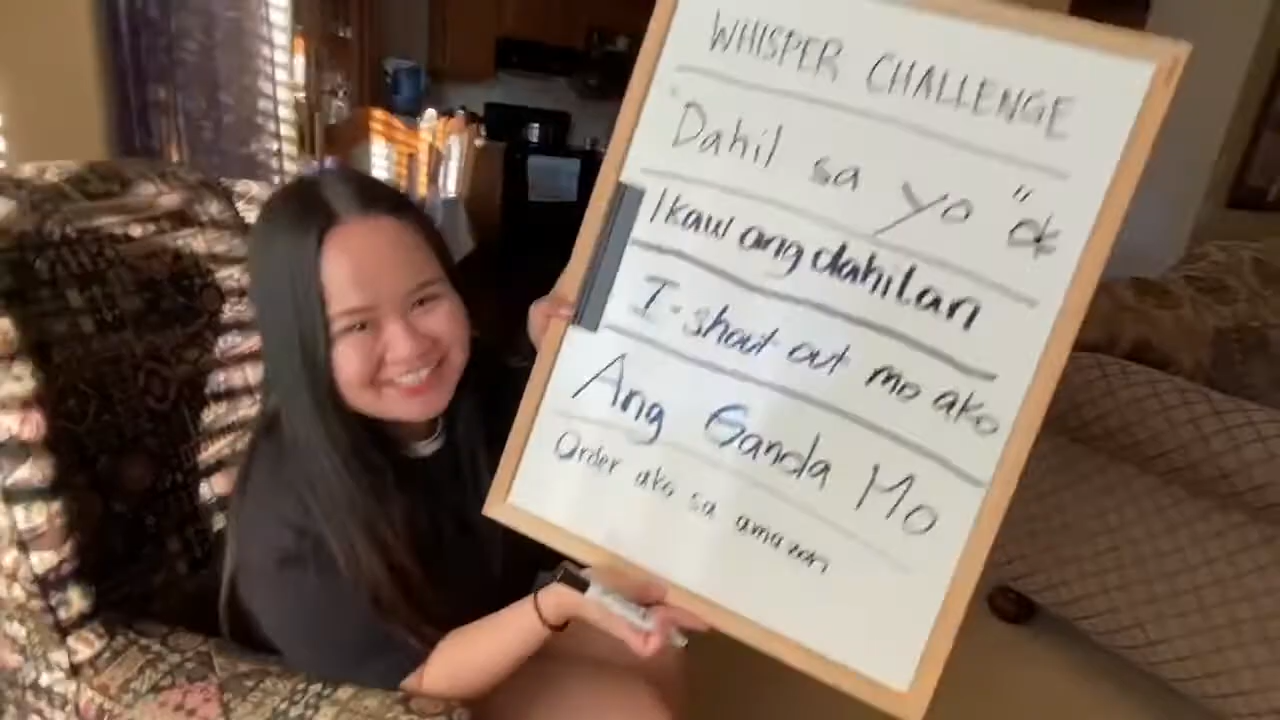 WHISPER CHALLENGE
"Dahil sa yo" ok
Ikaw ang dahilan
I-shout out mo ako
Ang Ganda Mo
Order ako sa amazon